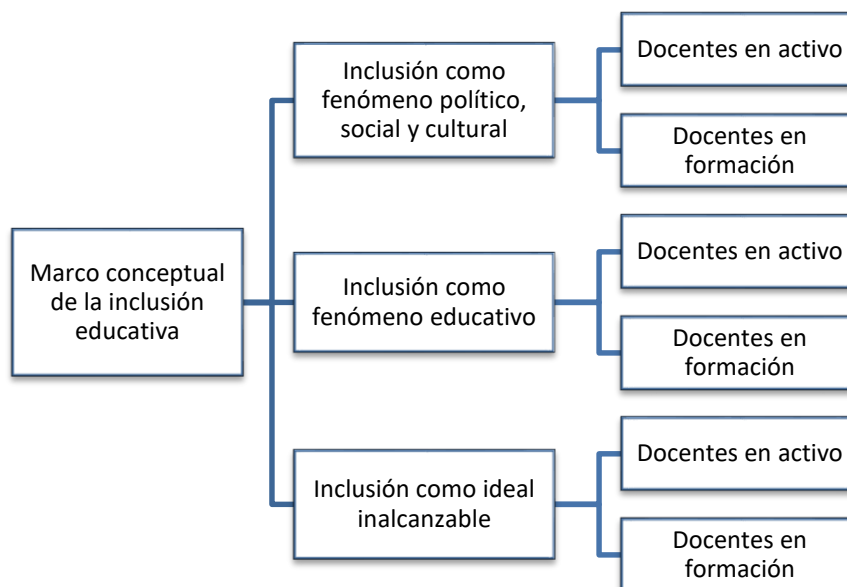 Marco conceptual
de la inclusión
educativa
Inclusión como
fenómeno político,
social y cultural
Docentes en activo
Docentes en
formación
Inclusión como
fenómeno educativo
Docentes en activo
Docentes en
formación
Inclusión como ideal
inalcanzable
Docentes en activo
Docentes en
formación